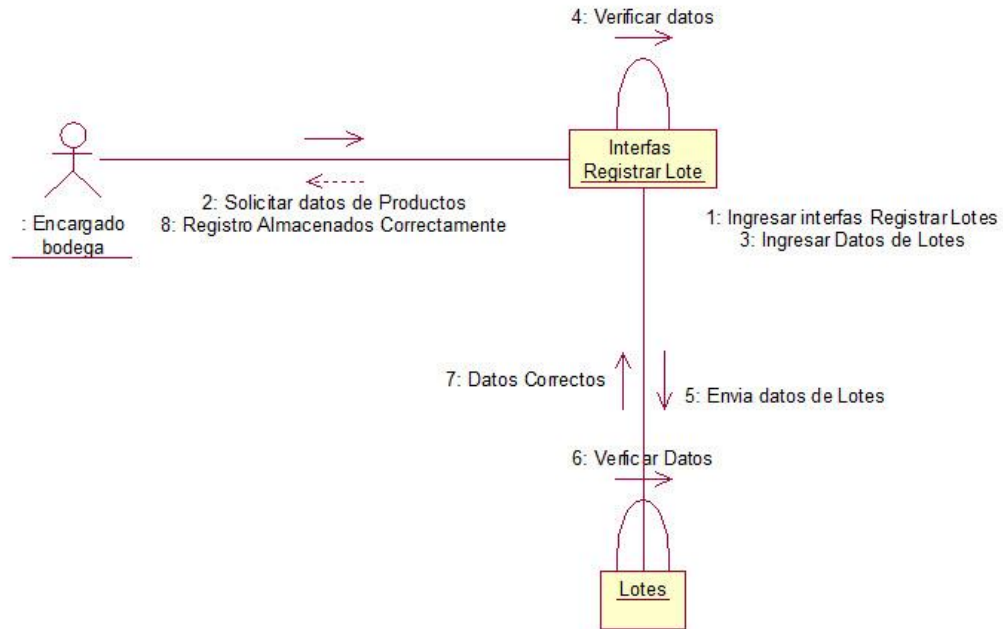 4: Verificar datos
Interfas
Registrar Lote
2: Solicitar datos de Productos
8: Registro Almacenados Correctamente
: Encargado
bodega
1: Ingresar interfas Registrar Lotes
3: Ingresar Datos de Lotes
7: Datos Correctos
5: Envia datos de Lotes
6: Verficar Datos
Lotes